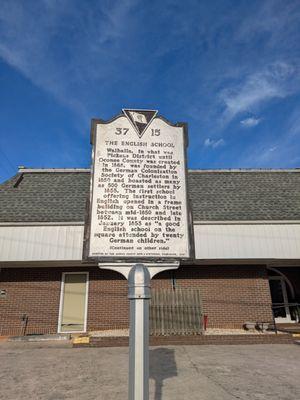 37 15
THE ENGLISH SCHOOL
Walhalla, in what was
Pickens District until
Oconee County was created
in 1868, was founded by
the German Colonization
Society of Charleston in
1850 and boasted as many
as 500 German settlers by
1855. The first school
offering instruction in
English opened in a frame
building on Church Street
between mid-1850 and late
1852. It was described in
January 1853 as "a good
English school on the
square attended by twenty
German children."
(Continued on other side)